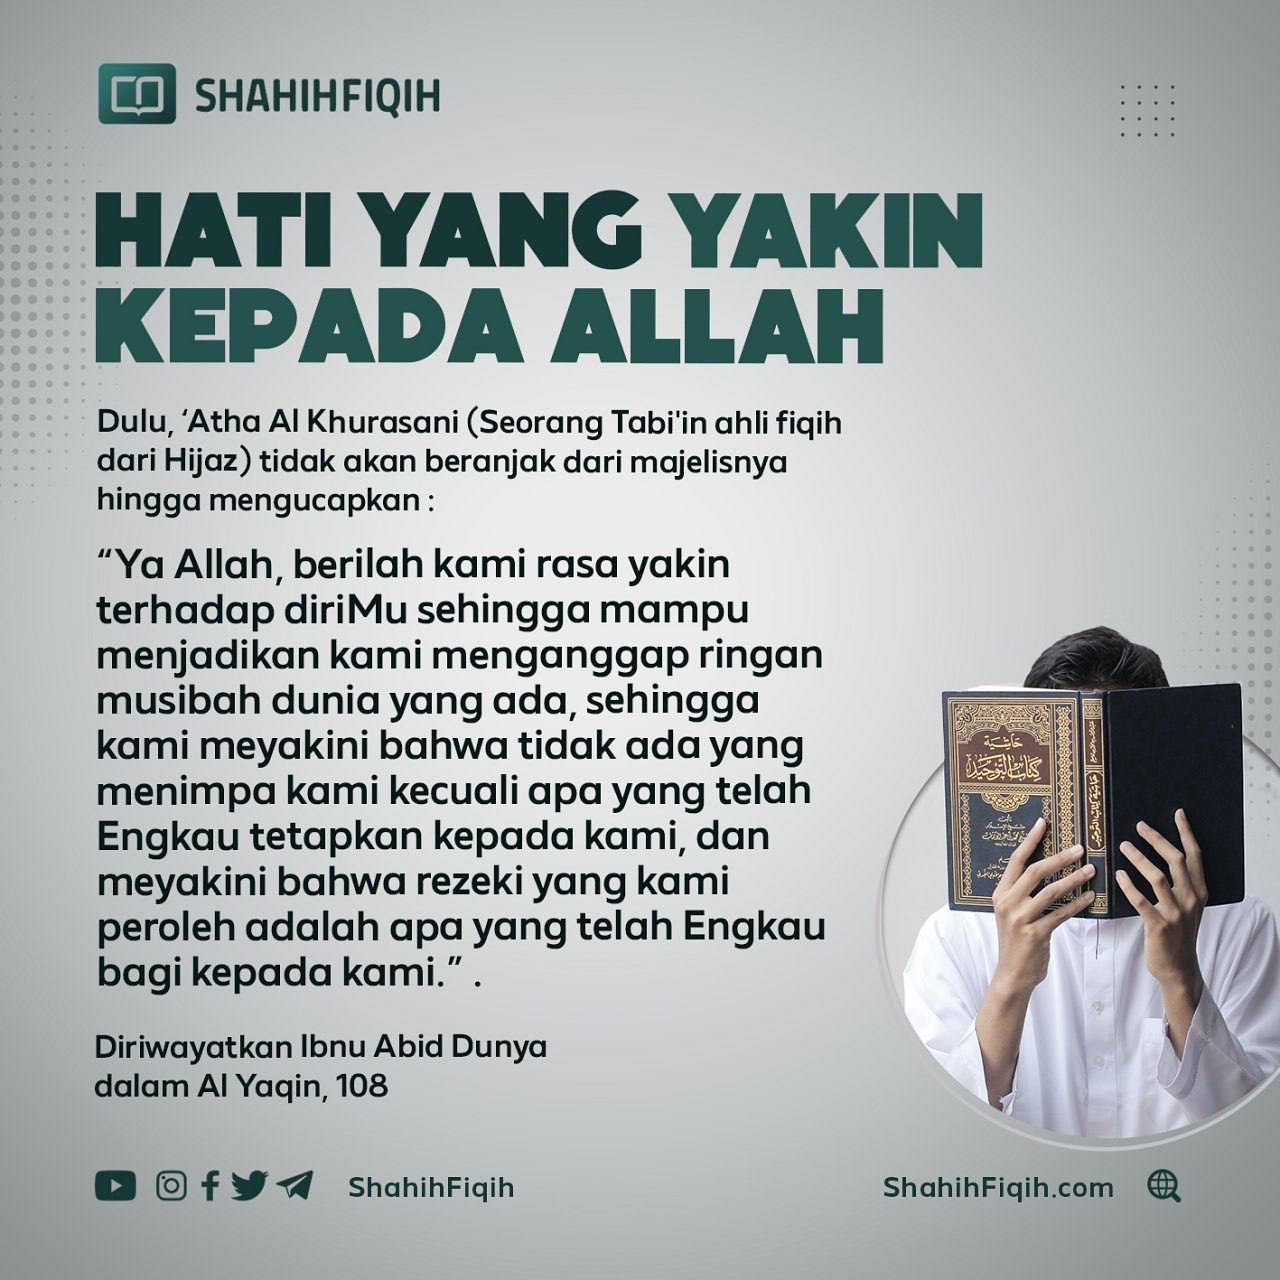 SHAHIHFIQIH
HATI YANG YAKIN
KEPADA ALLAH
Dulu, ‘Atha Al Khurasani (Seorang Tabi'in ahli fiqih
dari Hijaz) tidak akan beranjak dari majelisnya
hingga mengucapkan :
“Ya Allah, berilah kami rasa yakin
terhadap diriMu sehingga mampu
menjadikan kami menganggap ringan
musibah dunia yang ada, sehingga
kami meyakini bahwa tidak ada yang
menimpa kami kecuali apa yang telah
Engkau tetapkan kepada kami, dan
meyakini bahwa rezeki yang kami
peroleh adalah apa yang telah Engkau
bagi kepada kami.” .
Diriwayatkan Ibnu Abid Dunya
dalam Al Yaqin, 108
حاشية
كتاب التوحيد
ShahihFiqih
ShahihFiqih.com